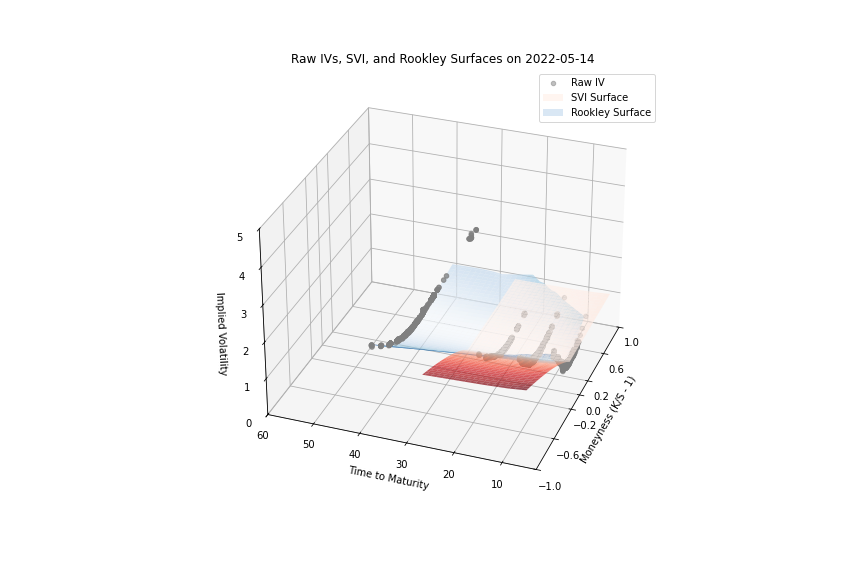 Raw IVs, SVI, and Rookley Surfaces on 2022-05-14
Raw IV
SVI Surface
Rookley Surface
5
4
3
2
1
0
Implied Volatility
60
50
40
30
20
10
Time to Maturity
1.0
0.6
0.2
0.0
−0.2
−0.6
−1.0
Moneyness (K/S - 1)